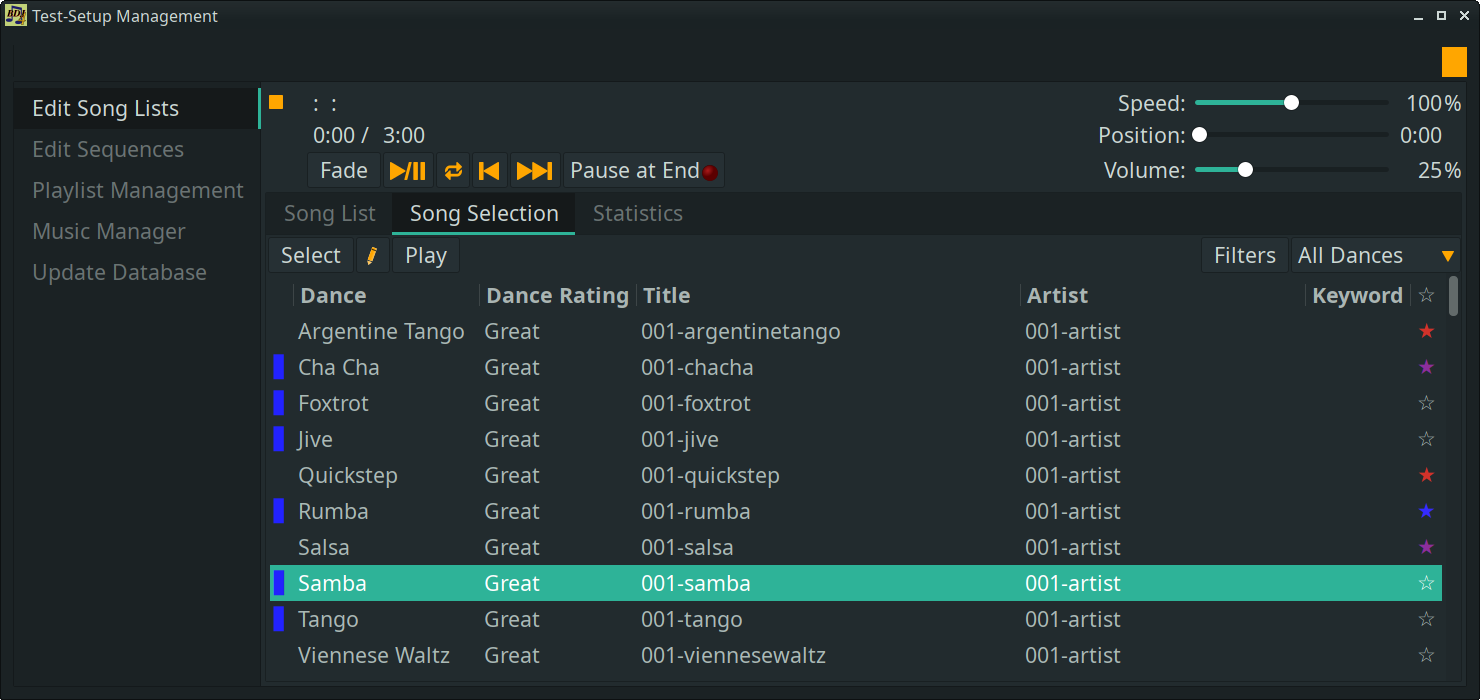 Test-Setup Management
Edit Song Lists
Edit Sequences
Playlist Management
Music Manager
Update Database
: :
0:00 / 3:00
Speed: 100%
Position: 0:00
Volume: 25%
Fade Pause at End
Song List Song Selection Statistics
Select Play Filters All Dances
Dance Dance Rating Title Artist Keyword ☆
Argentine Tango Great 001-argentinetango 001-artist ★
Cha Cha Great 001-chacha 001-artist ★
Foxtrot Great 001-foxtrot 001-artist ☆
Jive Great 001-jive 001-artist ☆
Quickstep Great 001-quickstep 001-artist ★
Rumba Great 001-rumba 001-artist ★
Salsa Great 001-salsa 001-artist ★
Samba Great 001-samba 001-artist ☆
Tango Great 001-tango 001-artist ☆
Viennese Waltz Great 001-viennesewaltz 001-artist ☆